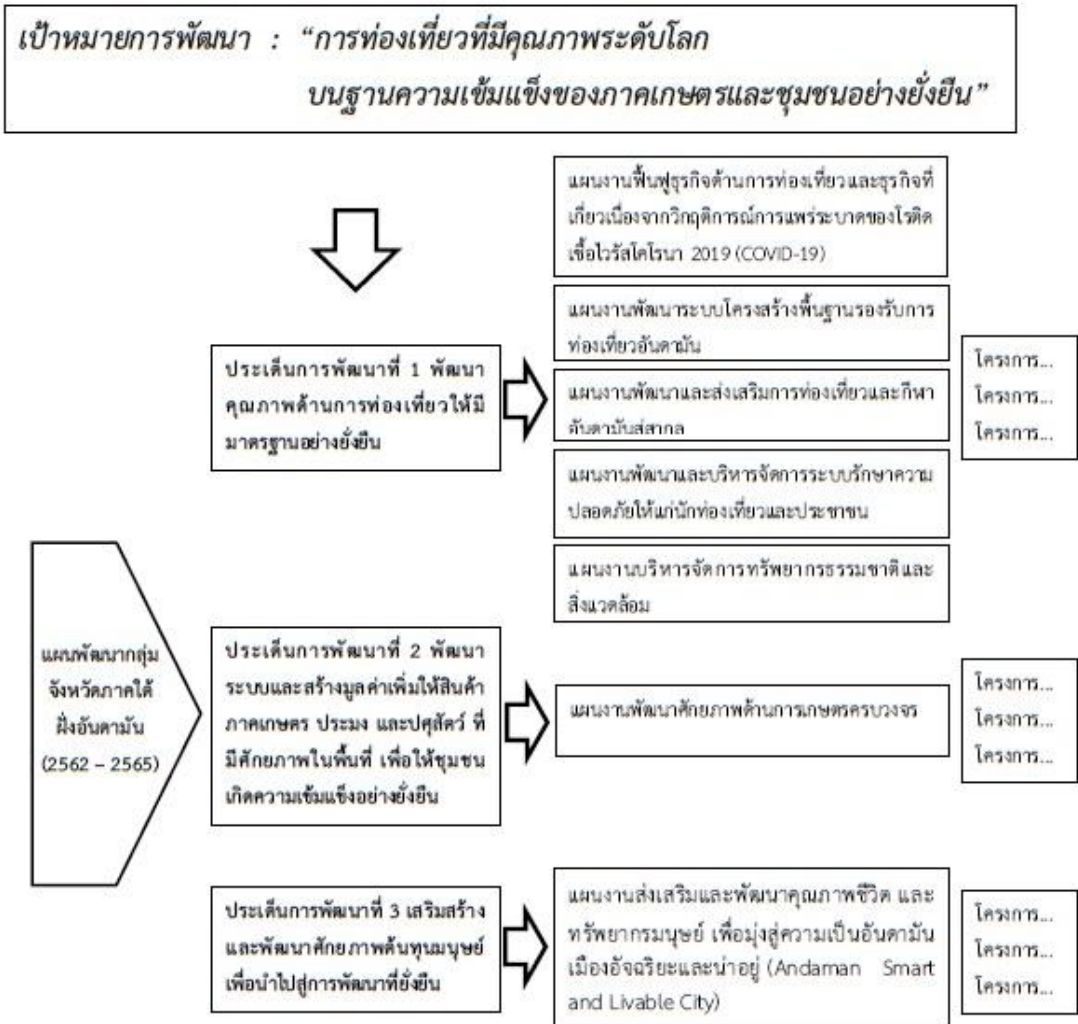 เป้าหมายการพัฒนา : “การท่องเที่ยวที่มีคุณภาพระดับโลก
บนฐานความเข้มแข็งของภาคเกษตรและชุมชนอย่างยั่งยืน”
แผนงานฟื้นฟูธุรกิจด้านการท่องเที่ยวและธุรกิจที่
เกี่ยวเนื่องจากวิกฤติการณ์การแพร่ระบาดของโรติด
เชื้อไวรัสโคโรนา 2019 (COVID-19)
แผนงานพัฒนาระบบโครงสร้างพื้นฐานรองรับการ
ท่องเที่ยวอันดามัน
ประเด็นการพัฒนาที่ 1 พัฒนา
คุณภาพด้านการท่องเที่ยวให้มี
มาตรฐานอย่างยั่งยืน
แผนงานพัฒนาและส่งเสริมการท่องเที่ยวและกีฬา
อันดามันสู่สากล
แผนงานพัฒนาและบริหารจัดการระบบรักษาความ
ปลอดภัยให้แก่นักท่องเที่ยวและประชาชน
แผนงานบริหารจัดการทรัพยากรธรรมชาติและ
สิ่งแวดล้อม
โครงการ...
โครงการ...
โครงการ...
แผนพัฒนากลุ่ม
จังหวัดภาคใต้
ฝั่งอันดามัน
(2562 – 2565)
ประเด็นการพัฒนาที่ 2 พัฒนา
ระบบและสร้างมูลค่าเพิ่มให้สินค้า
ภาคเกษตร ประมง และปศุสัตว์ ที่
มีศักยภาพในพื้นที่ เพื่อให้ชุมชน
เกิดความเข้มแข็งอย่างยั่งยืน
แผนงานพัฒนาศักยภาพด้านการเกษตรครบวงจร
โครงการ...
โครงการ...
โครงการ...
ประเด็นการพัฒนาที่ 3 เสริมสร้าง
และพัฒนาศักยภาพต้นทุนมนุษย์
เพื่อนำไปสู่การพัฒนาที่ยั่งยืน
แผนงานส่งเสริมและพัฒนาคุณภาพชีวิต และ
ทรัพยากรมนุษย์ เพื่อมุ่งสู่ความเป็นอันดามัน
เมืองอัจฉริยะและน่าอยู่ (Andaman Smart
and Livable City)
โครงการ...
โครงการ...
โครงการ...